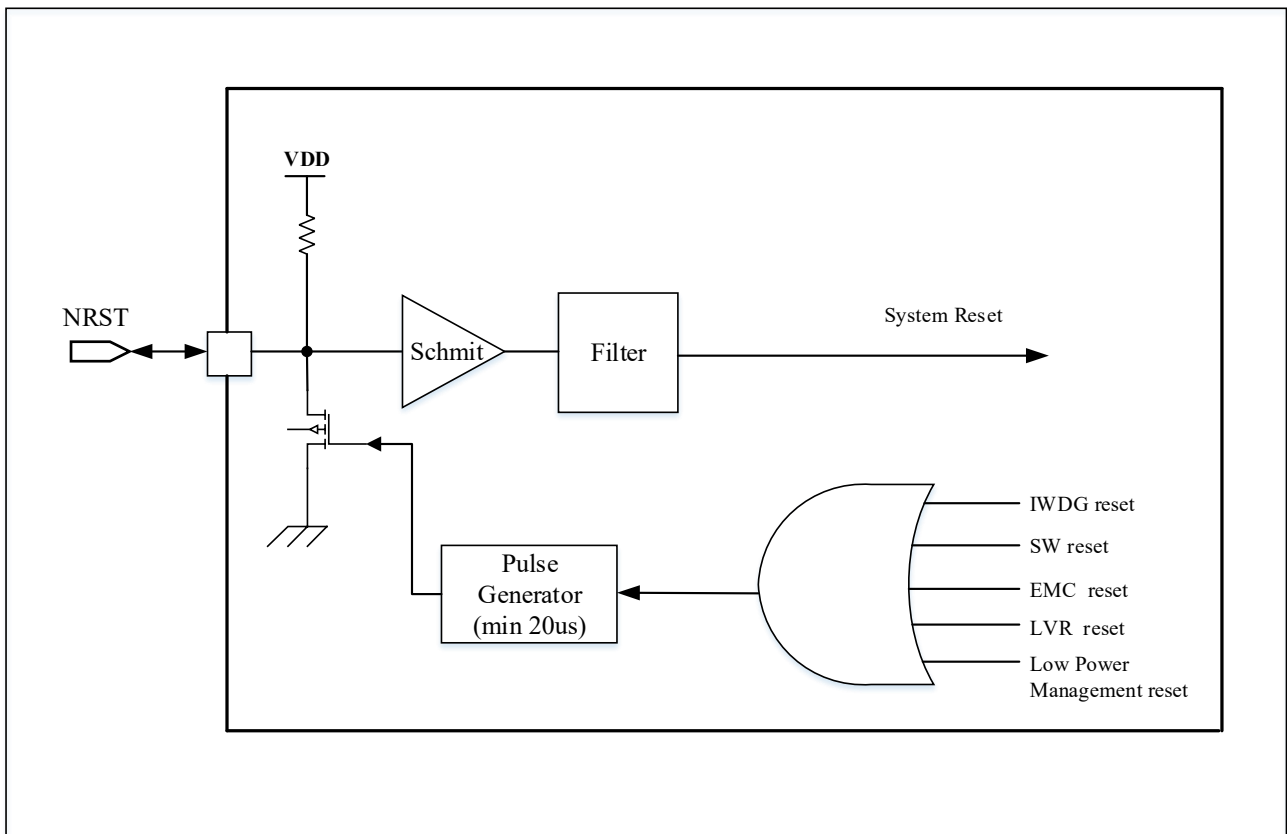 VDD
NRST
Schmit
Filter
System Reset
Pulse
Generator
(min 20us)
IWDG reset
SW reset
EMC reset
LVR reset
Low Power
Management reset